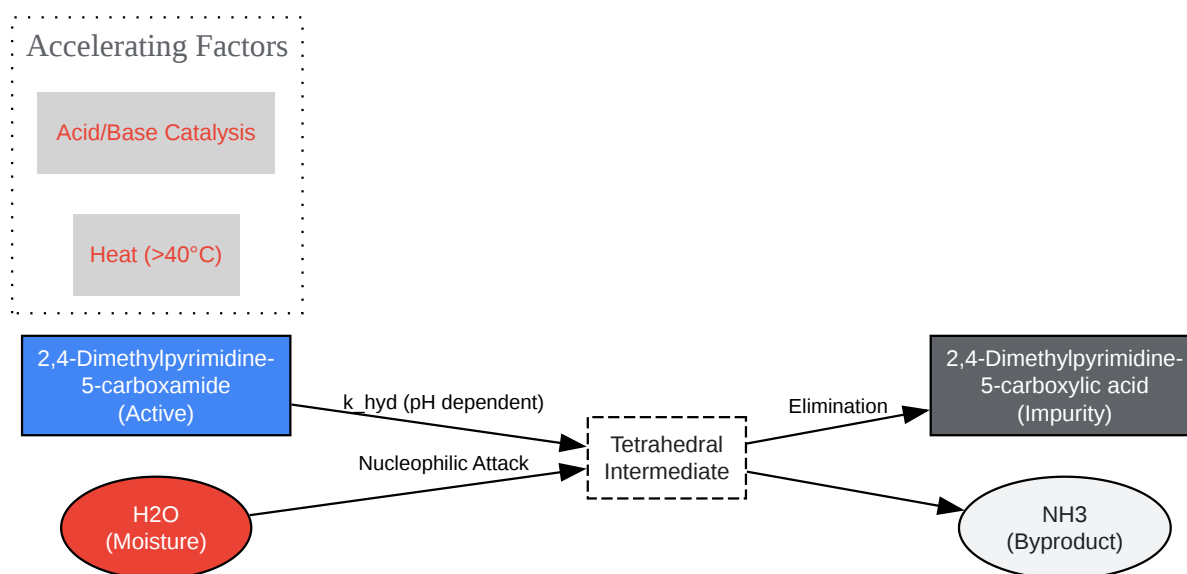 Accelerating Factors
Acid/Base Catalysis
Heat (>40°C)
2,4-Dimethylpyrimidine-
5-carboxamide
(Active)
k_hyd (pH dependent)
Nucleophilic Attack
H2O
(Moisture)
Tetrahedral
Intermediate
Elimination
2,4-Dimethylpyrimidine-
5-carboxylic acid
(Impurity)
NH3
(Byproduct)